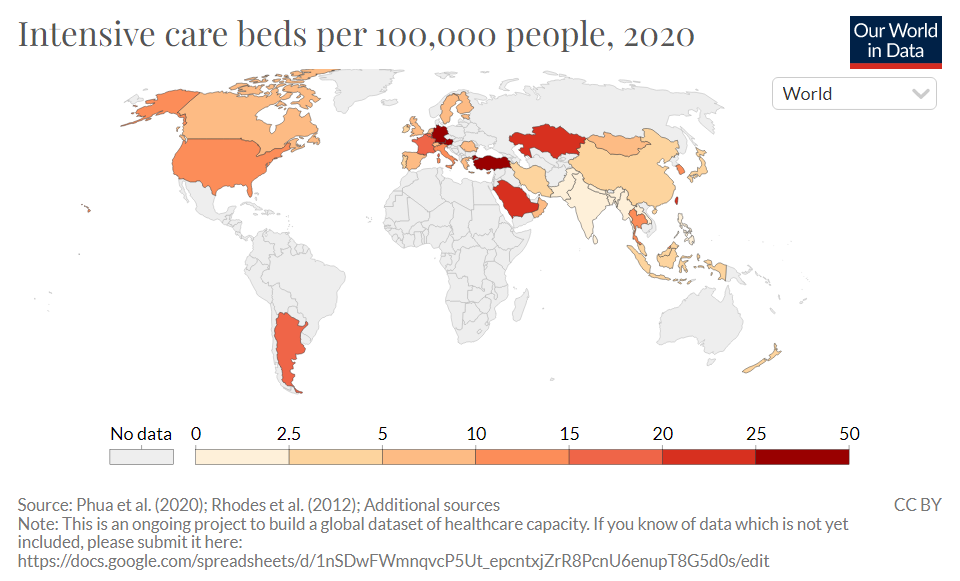 Intensive care beds per 100,000 people, 2020
Our World
in Data
World
No data
0
2.5
5
10
15
20
25
50
Source: Phua et al. (2020); Rhodes et al. (2012); Additional sources
CC BY
Note: This is an ongoing project to build a global dataset of healthcare capacity. If you know of data which is not yet
included, please submit it here:
https://docs.google.com/spreadsheets/d/1nSDwFWmnqvcP5Ut_epcntxjZrR8PcnU6enupT8G5d0s/edit